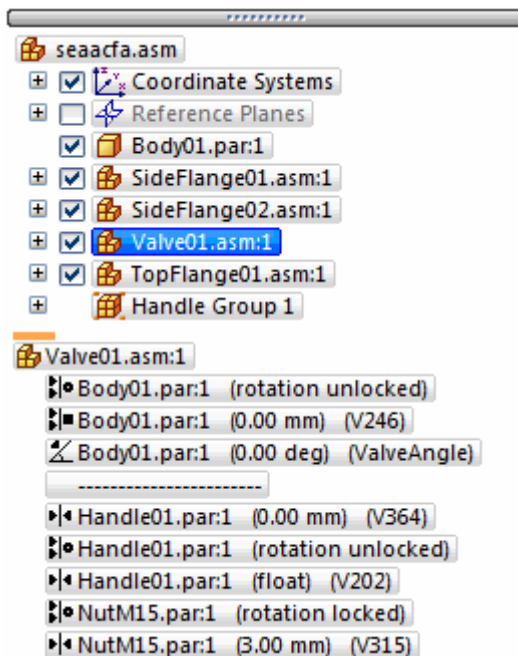 seaacfa.asm
Coordinate Systems
Reference Planes
Body01.par:1
SideFlange01.asm:1
SideFlange02.asm:1
Valve01.asm:1
TopFlange01.asm:1
Handle Group 1
Valve01.asm:1
Body01.par:1 (rotation unlocked)
Body01.par:1 (0.00 mm) (V246)
Body01.par:1 (0.00 deg) (ValveAngle)
-----------------------
Handle01.par:1 (0.00 mm) (V364)
Handle01.par:1 (rotation unlocked)
Handle01.par:1 (float) (V202)
NutM15.par:1 (rotation locked)
NutM15.par:1 (3.00 mm) (V315)